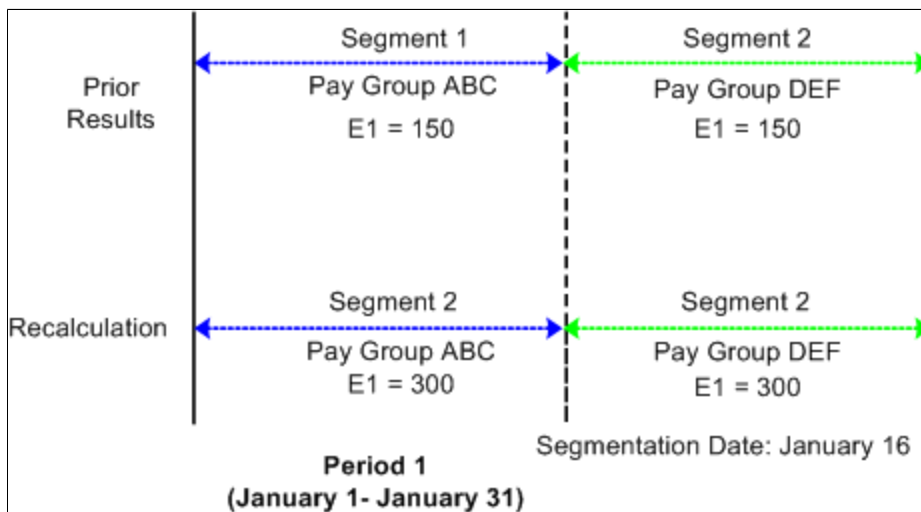 Segment 1
Segment 2
Prior
Results
Pay Group ABC
Pay Group DEF
E1 = 150
E1 = 150
Segment 2
Segment 2
Recalculation
Pay Group ABC
Pay Group DEF
E1 = 300
E1 = 300
Segmentation Date: January 16
Period 1
(January 1- January 31)